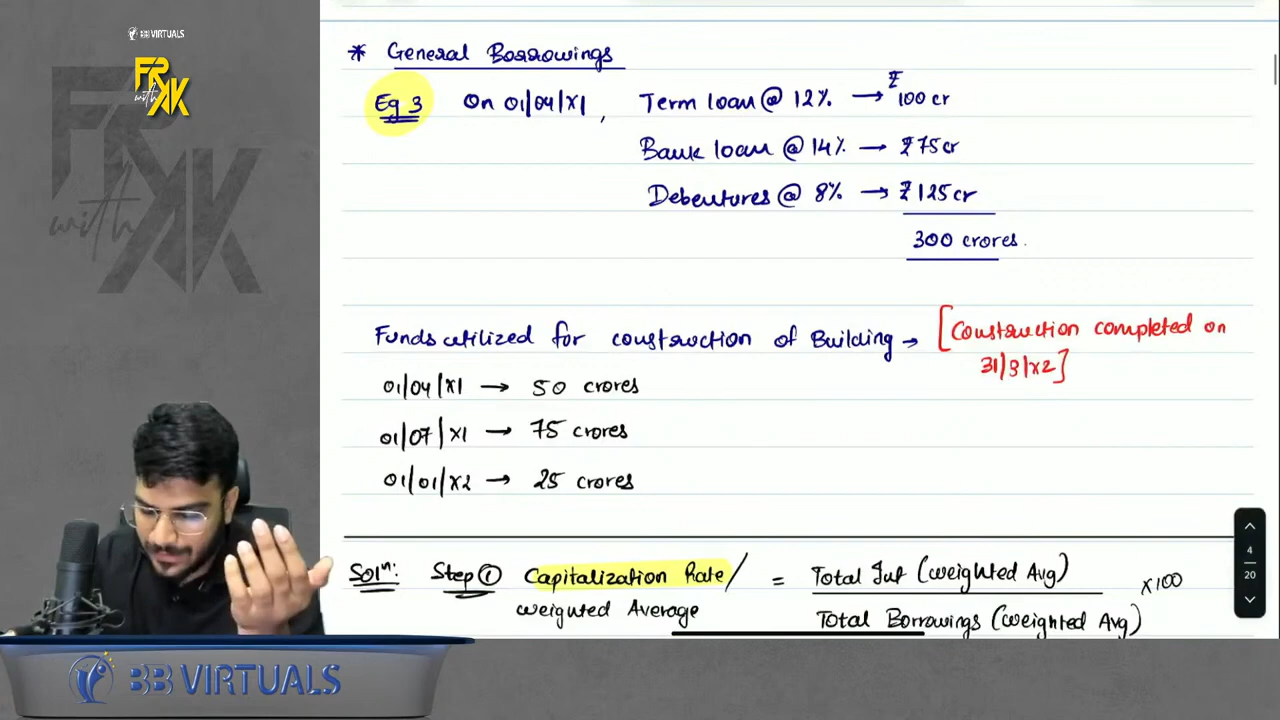 BB VIRTUALS
FR
with
KK
* General Borrowings
Eg 3 On 01/04/X1, Term loan @ 12% → ₹ 100 cr
Bank loan @ 14% → ₹ 75 cr
Debentures @ 8% → ₹ 125 cr
300 crores.
Funds utilized for construction of Building → [Construction completed on
31/3/X2]
01/04/X1 → 50 crores
01/07/X1 → 75 crores
01/01/X2 → 25 crores
Solⁿ: Step ① Capitalization Rate/ = Total Int (weighted Avg) x100
weighted Average Total Borrowings (weighted Avg)
4
20
BB VIRTUALS